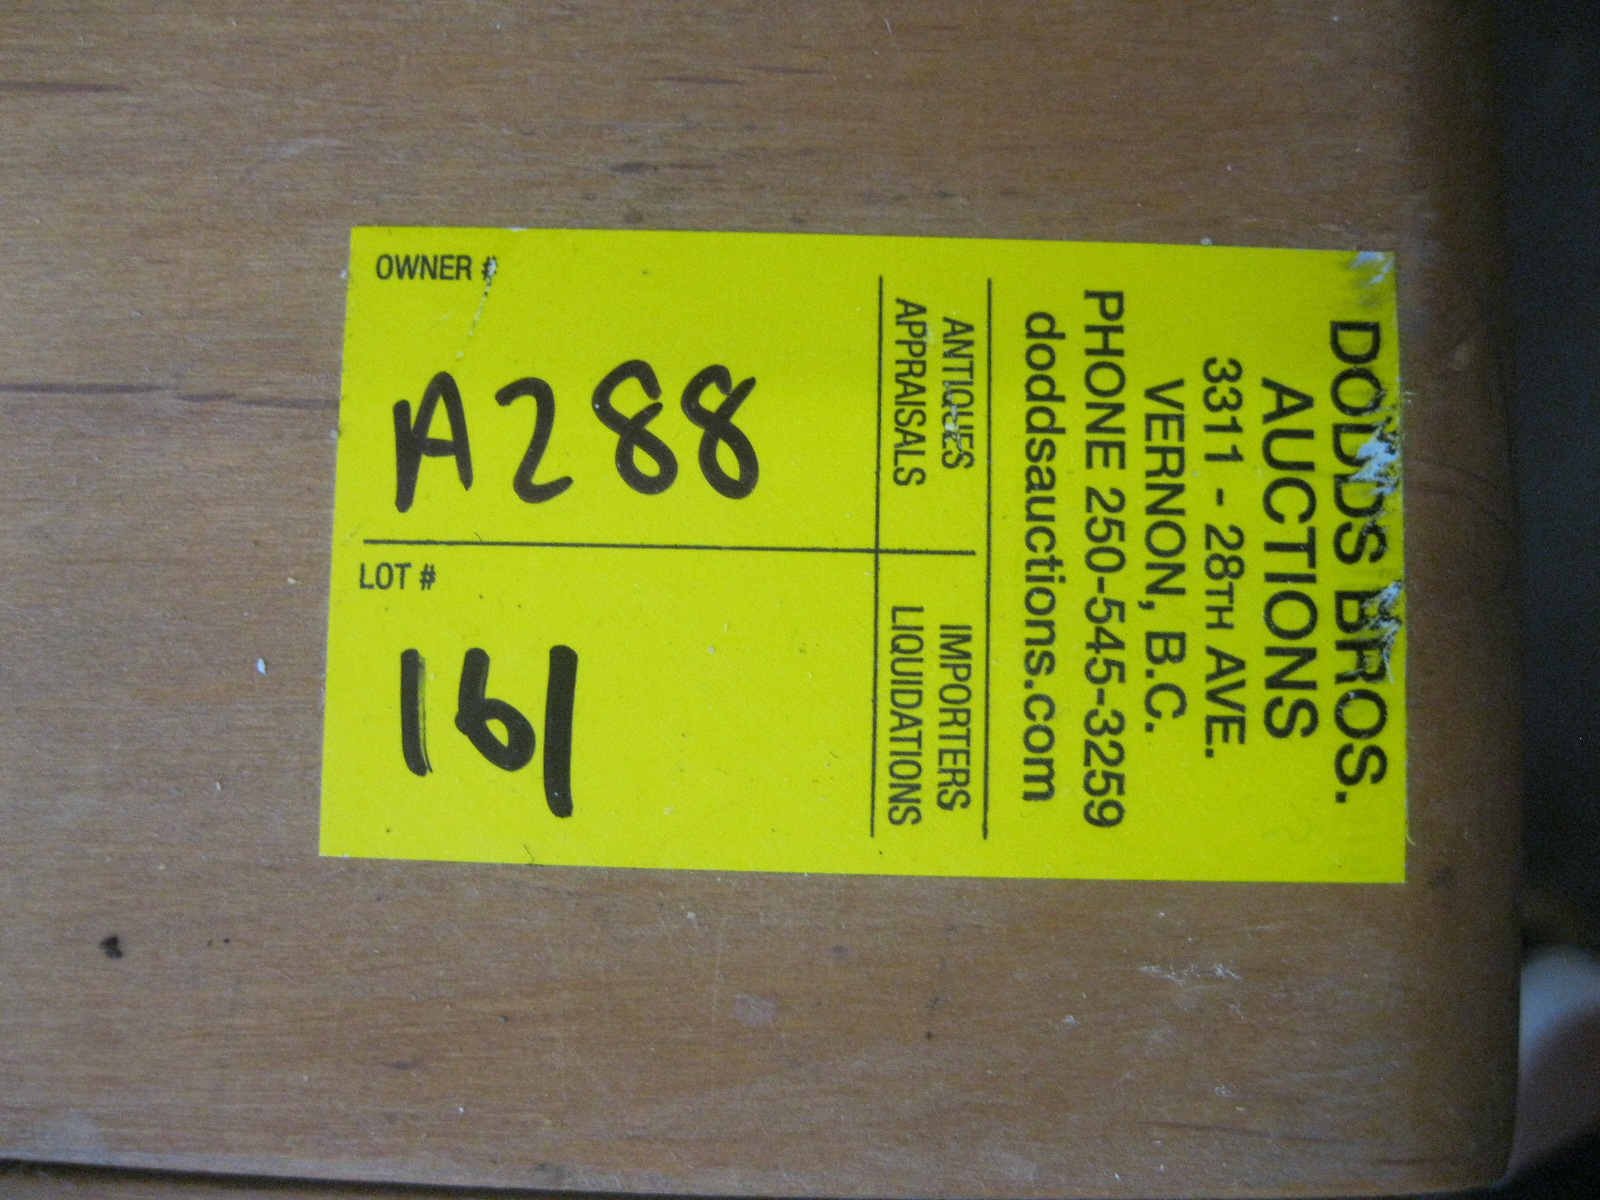 DODDS BROS.
AUCTIONS
3311 - 28TH AVE.
VERNON, B.C.
PHONE 250-545-3259
doddsauctions.com
ANTIQUES IMPORTERS
APPRAISALS LIQUIDATIONS
OWNER #
A288
LOT #
161